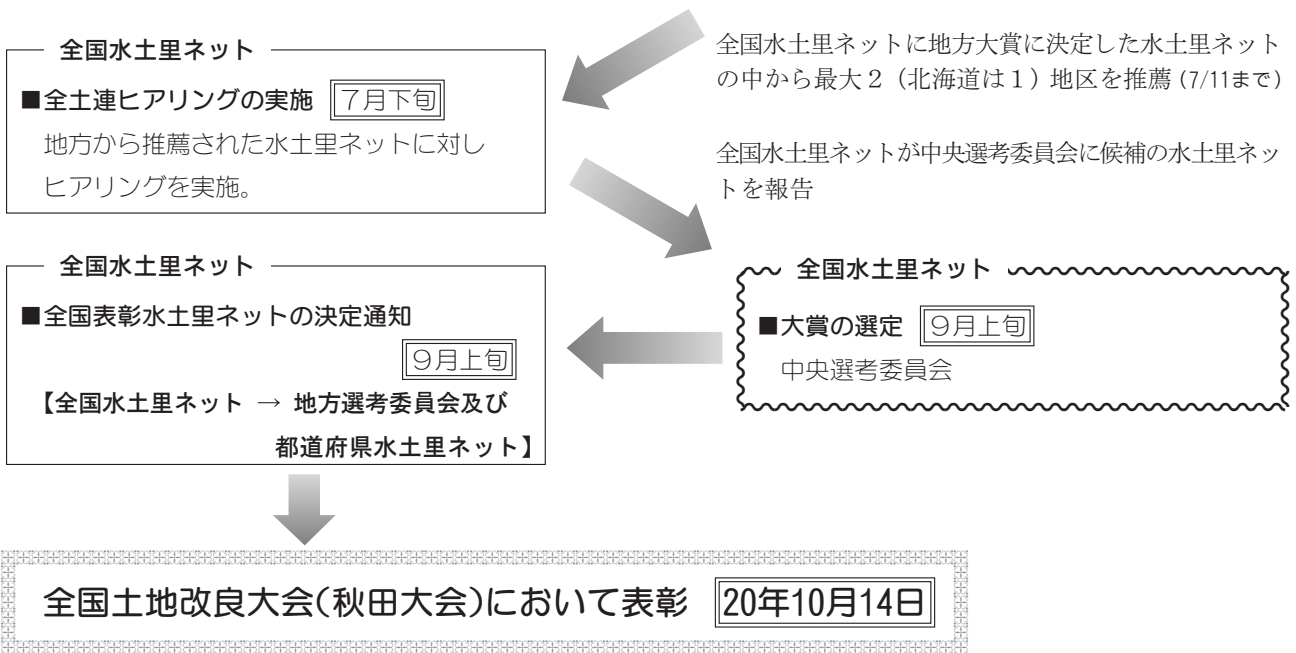 全国水土里ネットに地方大賞に決定した水土里ネット
の中から最大2（北海道は1）地区を推薦(7/11まで)
全国水土里ネット
■全土連ヒアリングの実施 7月下旬
地方から推薦された水土里ネットに対し
ヒアリングを実施。
全国水土里ネットが中央選考委員会に候補の水土里ネッ
トを報告
全国水土里ネット
■大賞の選定 9月上旬
中央選考委員会
全国水土里ネット
■全国表彰水土里ネットの決定通知
9月上旬
【全国水土里ネット → 地方選考委員会及び
都道府県水土里ネット】
全国土地改良大会(秋田大会)において表彰 20年10月14日